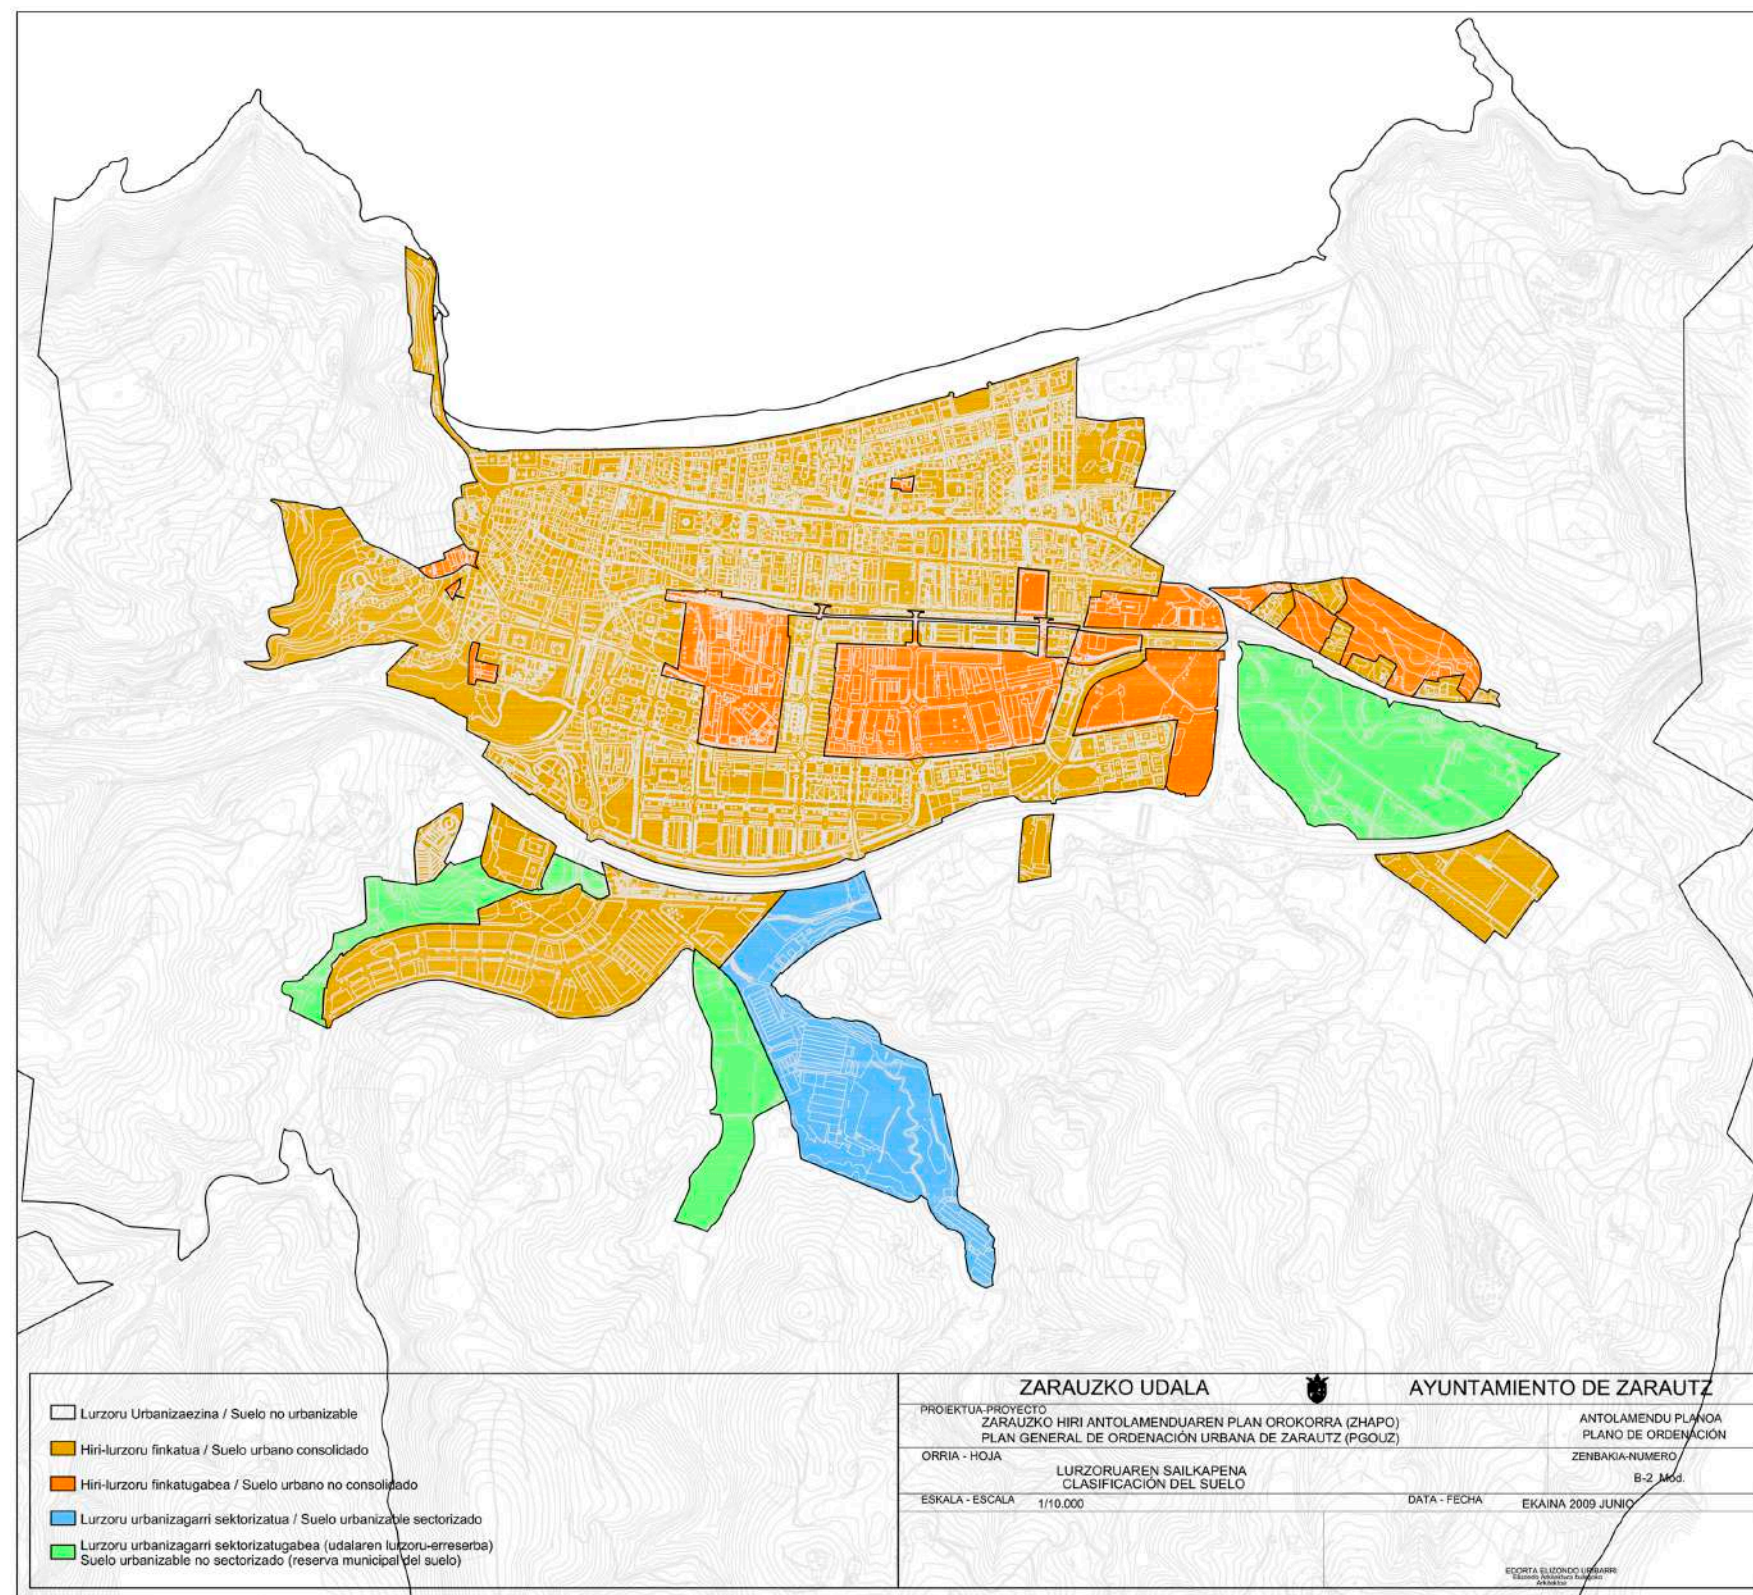 Lurzoru Urbanizaezina / Suelo no urbanizable
Hiri-lurzoru finkatua / Suelo urbano consolidado
Hiri-lurzoru finkatugabea / Suelo urbano no consolidado
Lurzoru urbanizagarri sektorizatua / Suelo urbanizable sectorizado
Lurzoru urbanizagarri sektorizatugabea (udalaren lurzoru-erreserba)
Suelo urbanizable no sectorizado (reserva municipal del suelo)
ZARAUZKO UDALA AYUNTAMIENTO DE ZARAUTZ
PROIEKTUA-PROYECTO
ZARAUZKO HIRI ANTOLAMENDUAREN PLAN OROKORRA (ZHAPO)
PLAN GENERAL DE ORDENACIÓN URBANA DE ZARAUTZ (PGOUZ)
ANTOLAMENDU PLANOA
PLANO DE ORDENACIÓN
ORRIA - HOJA
LURZORUAREN SAILKAPENA
CLASIFICACIÓN DEL SUELO
ZENBAKIA-NUMERO
B-2 Mod.
ESKALA - ESCALA 1/10.000
DATA - FECHA EKAINA 2009 JUNIO
EDORTA ELIZONDO URIBARRI